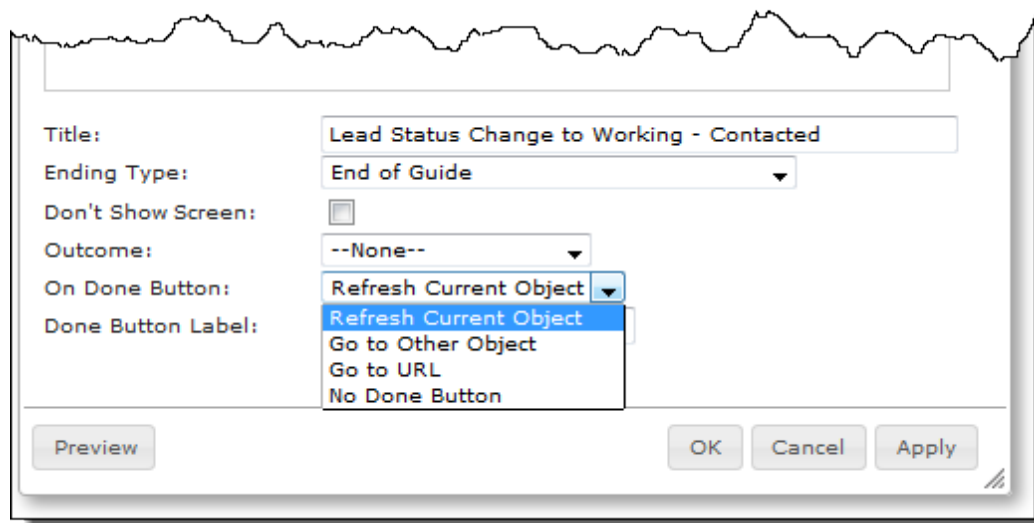 Title: Lead Status Change to Working - Contacted
Ending Type: End of Guide
Don't Show Screen:
Outcome: --None--
On Done Button: Refresh Current Object
Done Button Label:
Refresh Current Object
Go to Other Object
Go to URL
No Done Button
Preview OK Cancel Apply